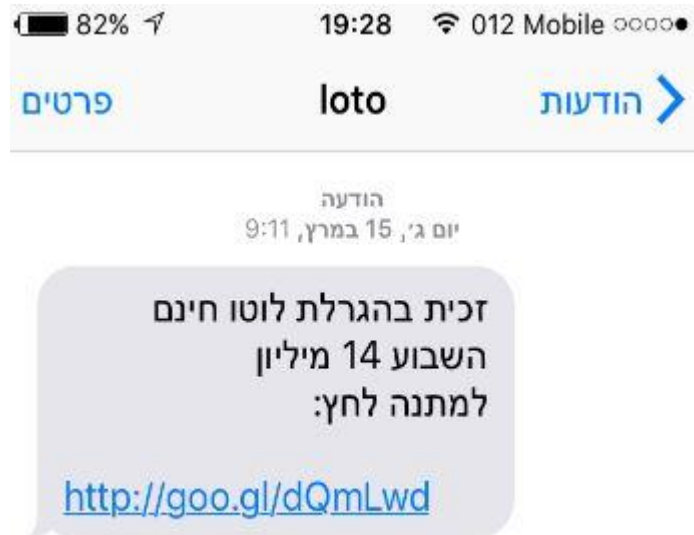 82% 19:28 012 Mobile
פרטים loto הודעות
הודעה
יום ג׳, 15 במרץ, 9:11
זכית בהגרלת לוטו חינם
השבוע 14 מיליון
למתנה לחץ:
http://goo.gl/dQmLwd